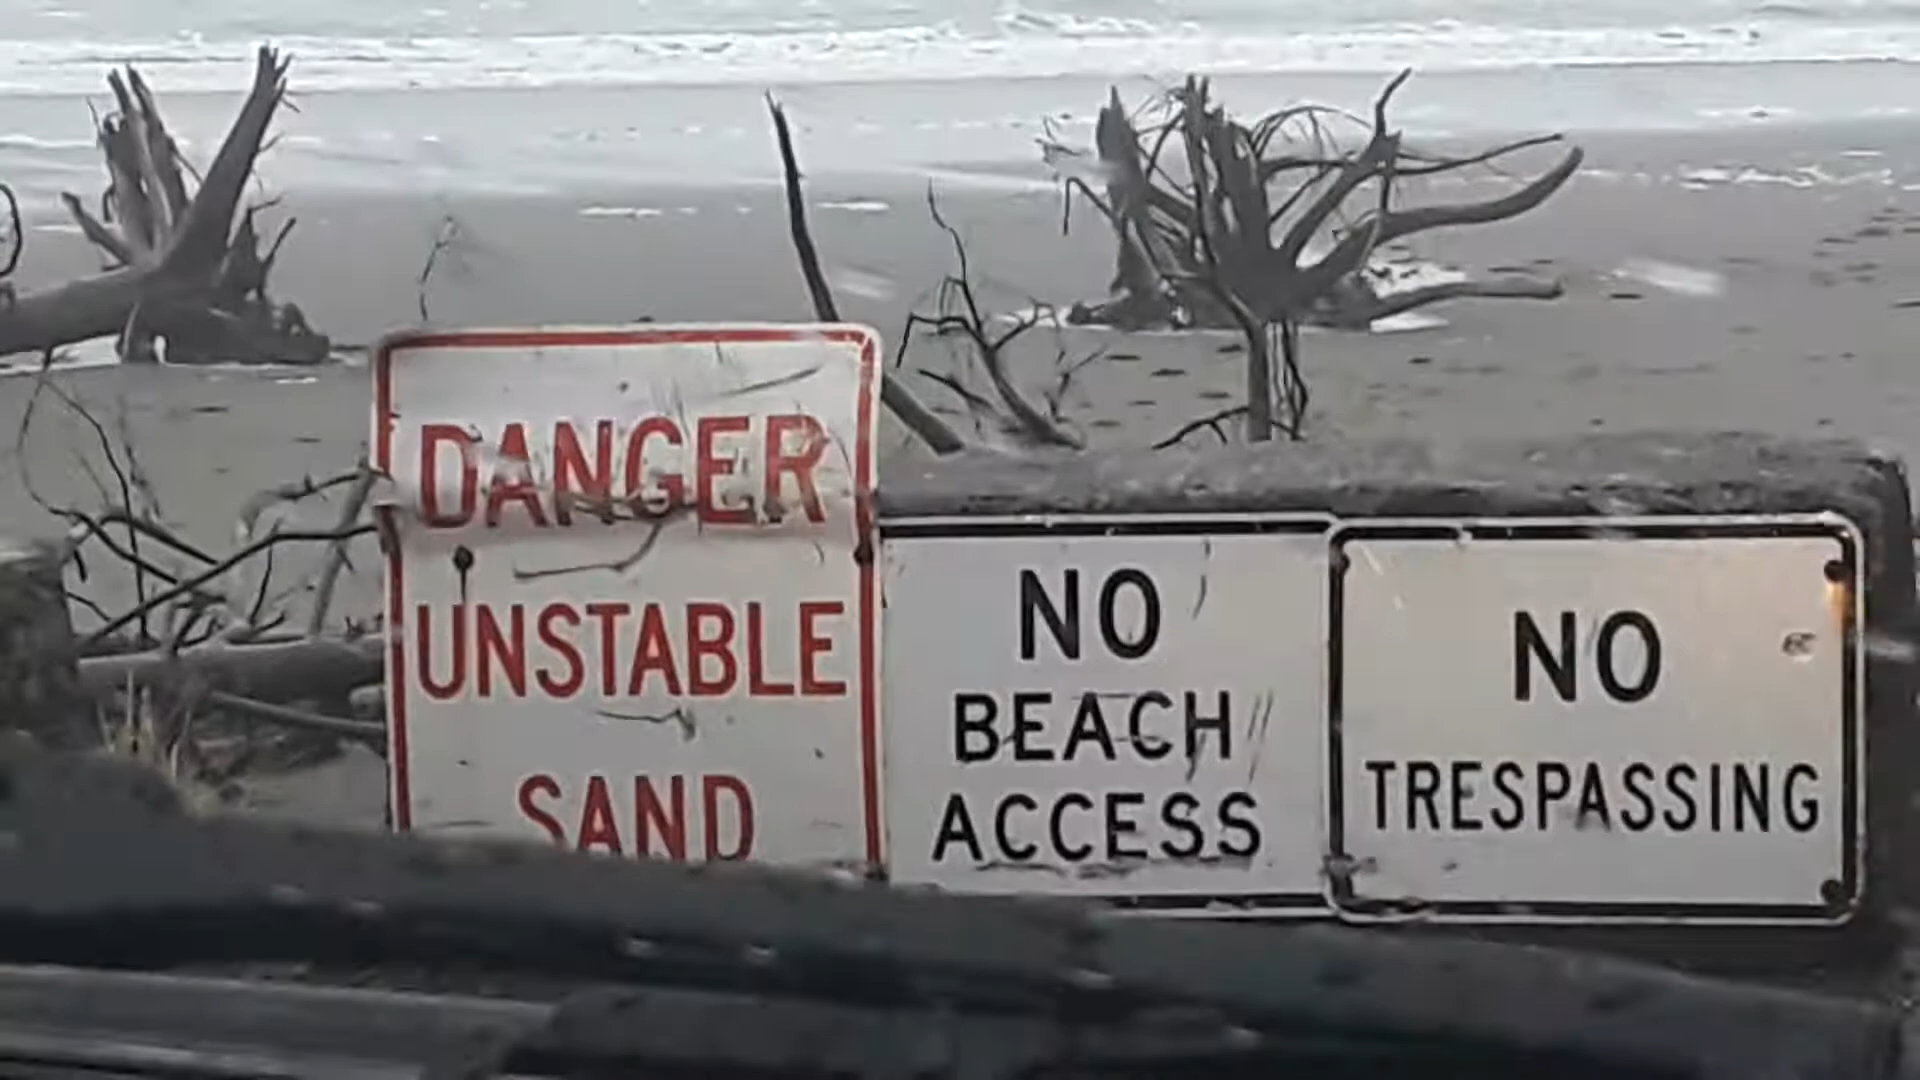 DANGER
UNSTABLE
SAND
NO
BEACH
ACCESS
NO
TRESPASSING